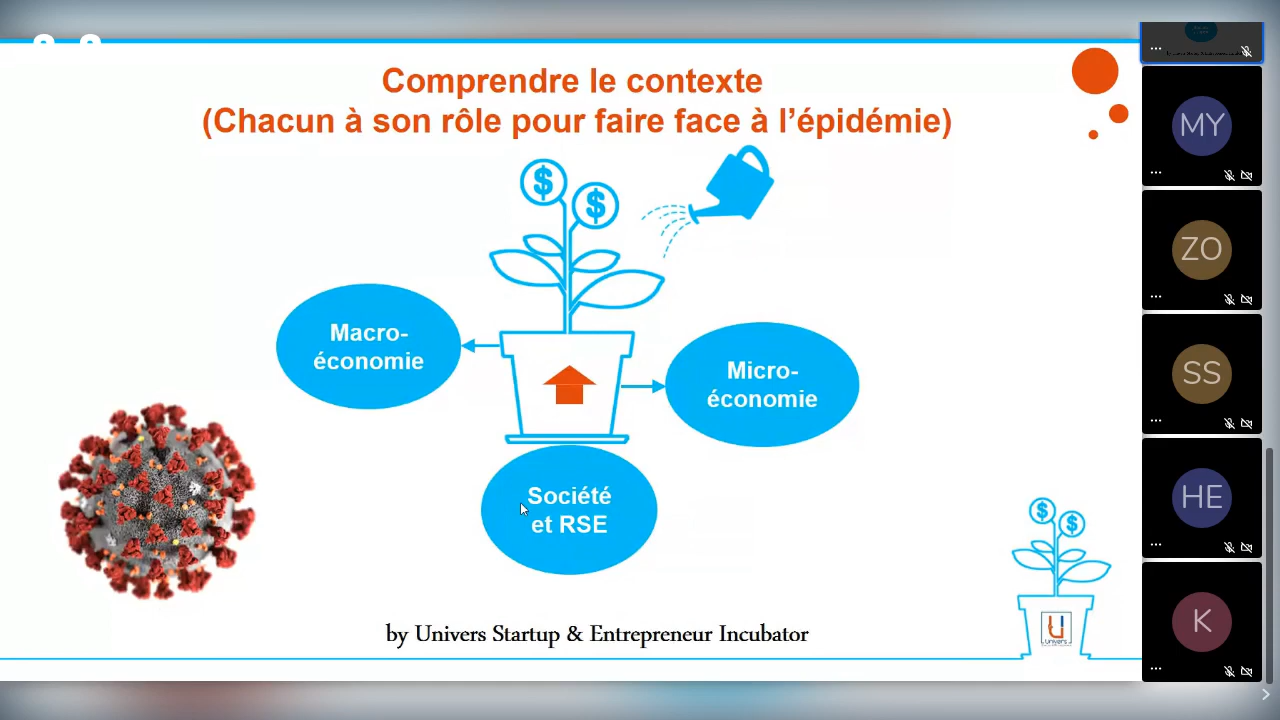 Comprendre le contexte
(Chacun à son rôle pour faire face à l'épidémie)
$
$
Macro-
économie
Micro-
économie
Société
et RSE
by Univers Startup & Entrepreneur Incubator
$
$
Univers
MY
ZO
SS
HE
K